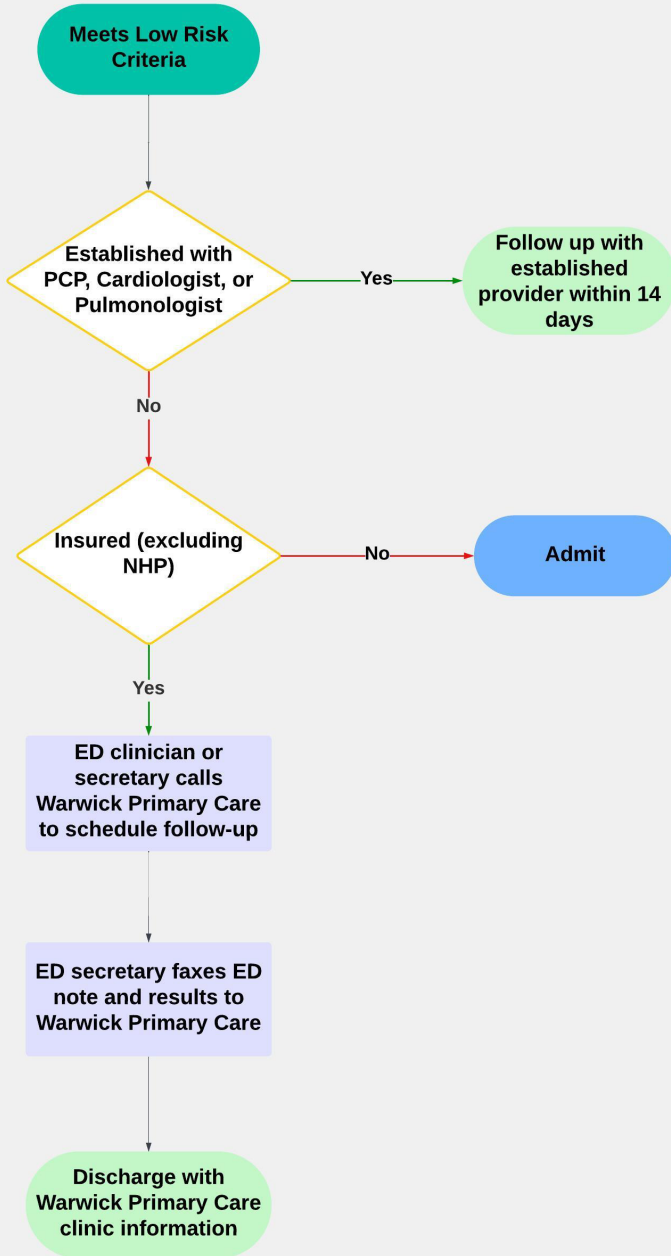 Meets Low Risk
Criteria
Established with
PCP, Cardiologist, or
Pulmonologist
Yes
Follow up with
established
provider within 14
days
No
Insured (excluding
NHP)
No
Admit
Yes
ED clinician or
secretary calls
Warwick Primary Care
to schedule follow-up
ED secretary faxes ED
note and results to
Warwick Primary Care
Discharge with
Warwick Primary Care
clinic information